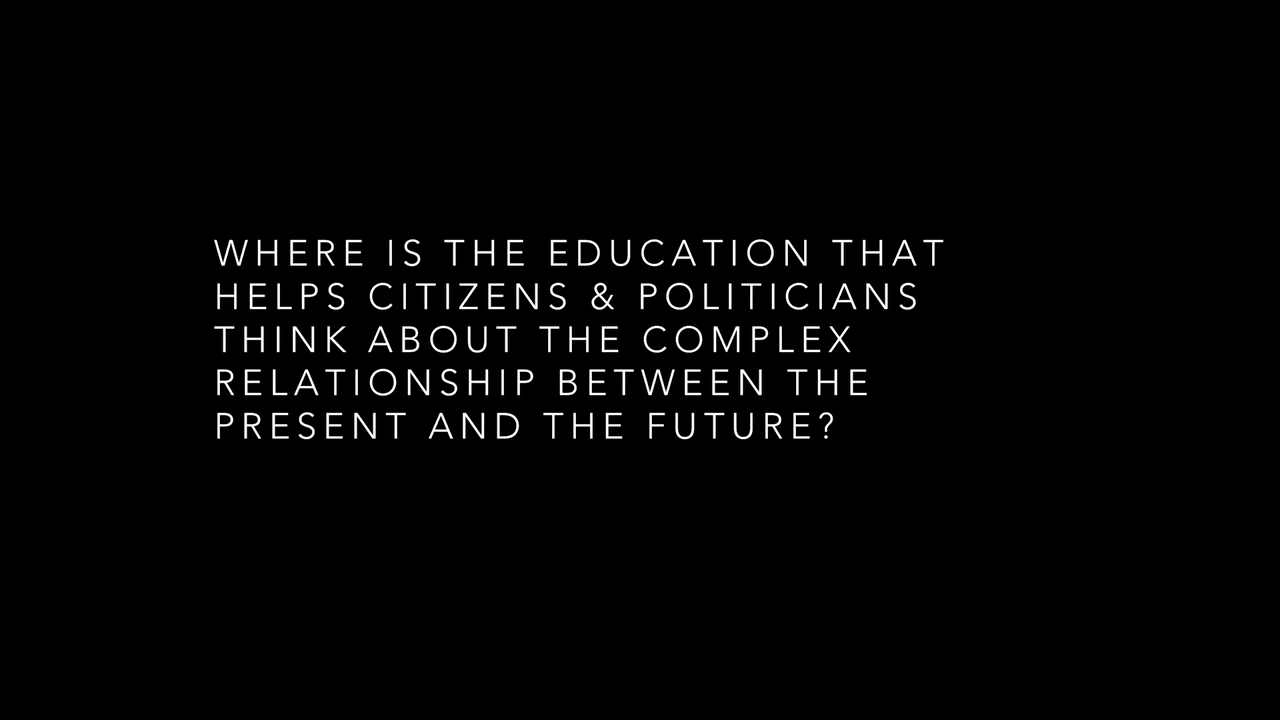 WHERE IS THE EDUCATION THAT
HELPS CITIZENS & POLITICIANS
THINK ABOUT THE COMPLEX
RELATIONSHIP BETWEEN THE
PRESENT AND THE FUTURE?